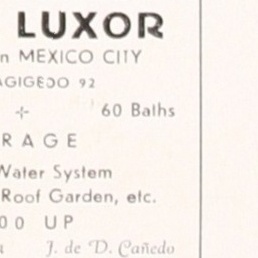 LUXOR
n MEXICO CITY
AGIGEDO 92
60 Baths
RAGE
Water System
Roof Garden, etc.
00 UP
J. de D. Cañedo